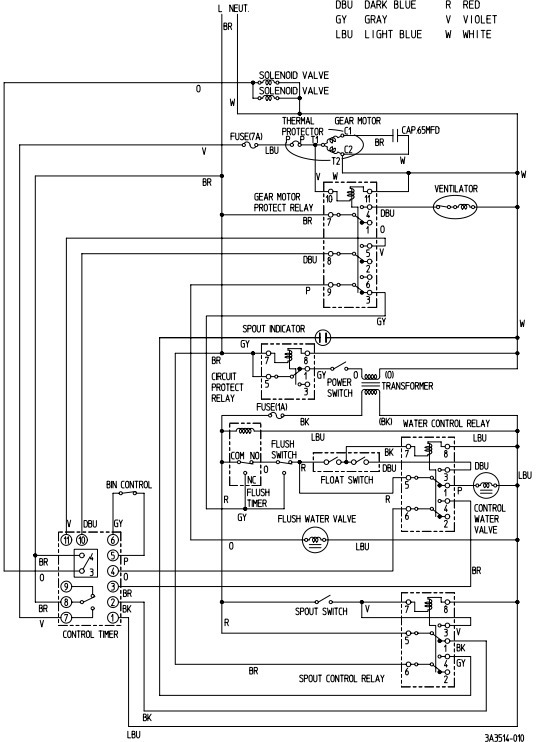 DBU DARK BLUE R RED
GY GRAY V VIOLET
LBU LIGHT BLUE W WHITE
L NEUT.
BR
SOLENOID VALVE
SOLENOID VALVE
O
W
THERMAL PROTECTOR
GEAR MOTOR
C1
CAP.65MFD
FUSE(7A)
P P T1
BR
LBU
C2
W
V
T2
W
BR
V W
10 11
VENTILATOR
GEAR MOTOR
PROTECT RELAY
DBU
BR
7
4
1
O
5
V
DBU
8
2
P
9
6
3
GY
W
SPOUT INDICATOR
GY
7 8
BR
1
GY
O (O)
CIRCUIT
PROTECT
RELAY
5
3
POWER
SWITCH
TRANSFORMER
FUSE(1A)
BK (BK)
WATER CONTROL RELAY
LBU
LBU
FLUSH
SWITCH
BK
7 8
COM NO
O
DBU
DBU
LBU
BIN CONTROL
NC
R
FLOAT SWITCH
R
5
3
1
P
R
FLUSH
TIMER
GY
FLUSH WATER VALVE
6
4
2
CONTROL
WATER
VALVE
V DBU GY
O
LBU
11 10 6
BR
4
5
P
BR
O
3
4
O
9
3
BR
BR
8
2
BK
V
7
1
CONTROL TIMER
SPOUT SWITCH
V
7 8
R
5
3
V
1
BK
4
GY
BR
6
2
SPOUT CONTROL RELAY
BK
LBU
3A3514-010